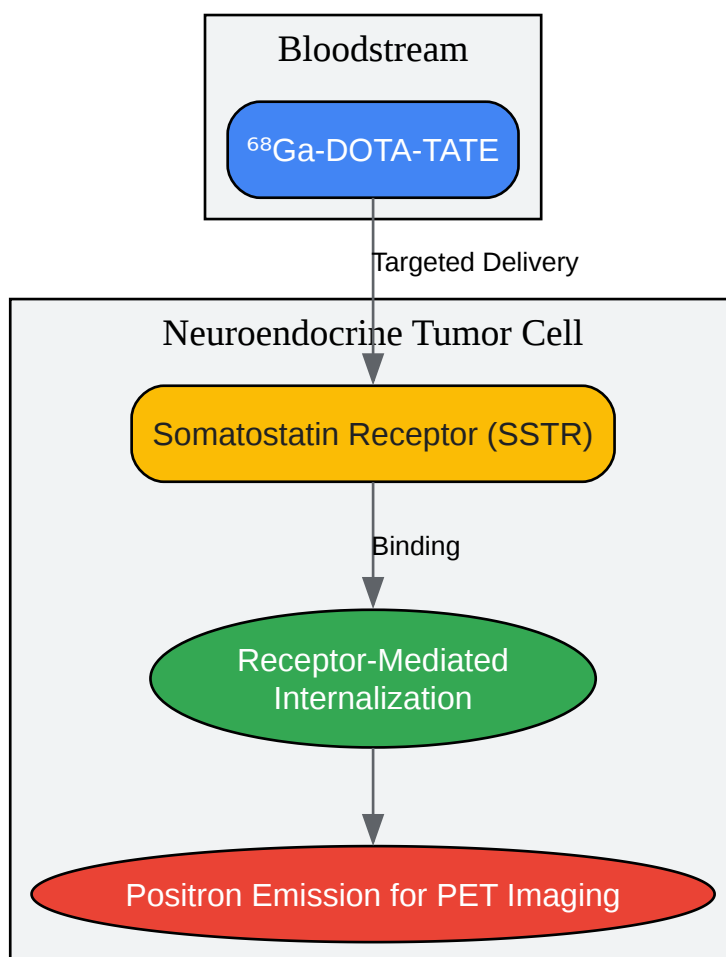 Bloodstream
⁶⁸Ga-DOTA-TATE
Targeted Delivery
Neuroendocrine Tumor Cell
Somatostatin Receptor (SSTR)
Binding
Receptor-Mediated
Internalization
Positron Emission for PET Imaging